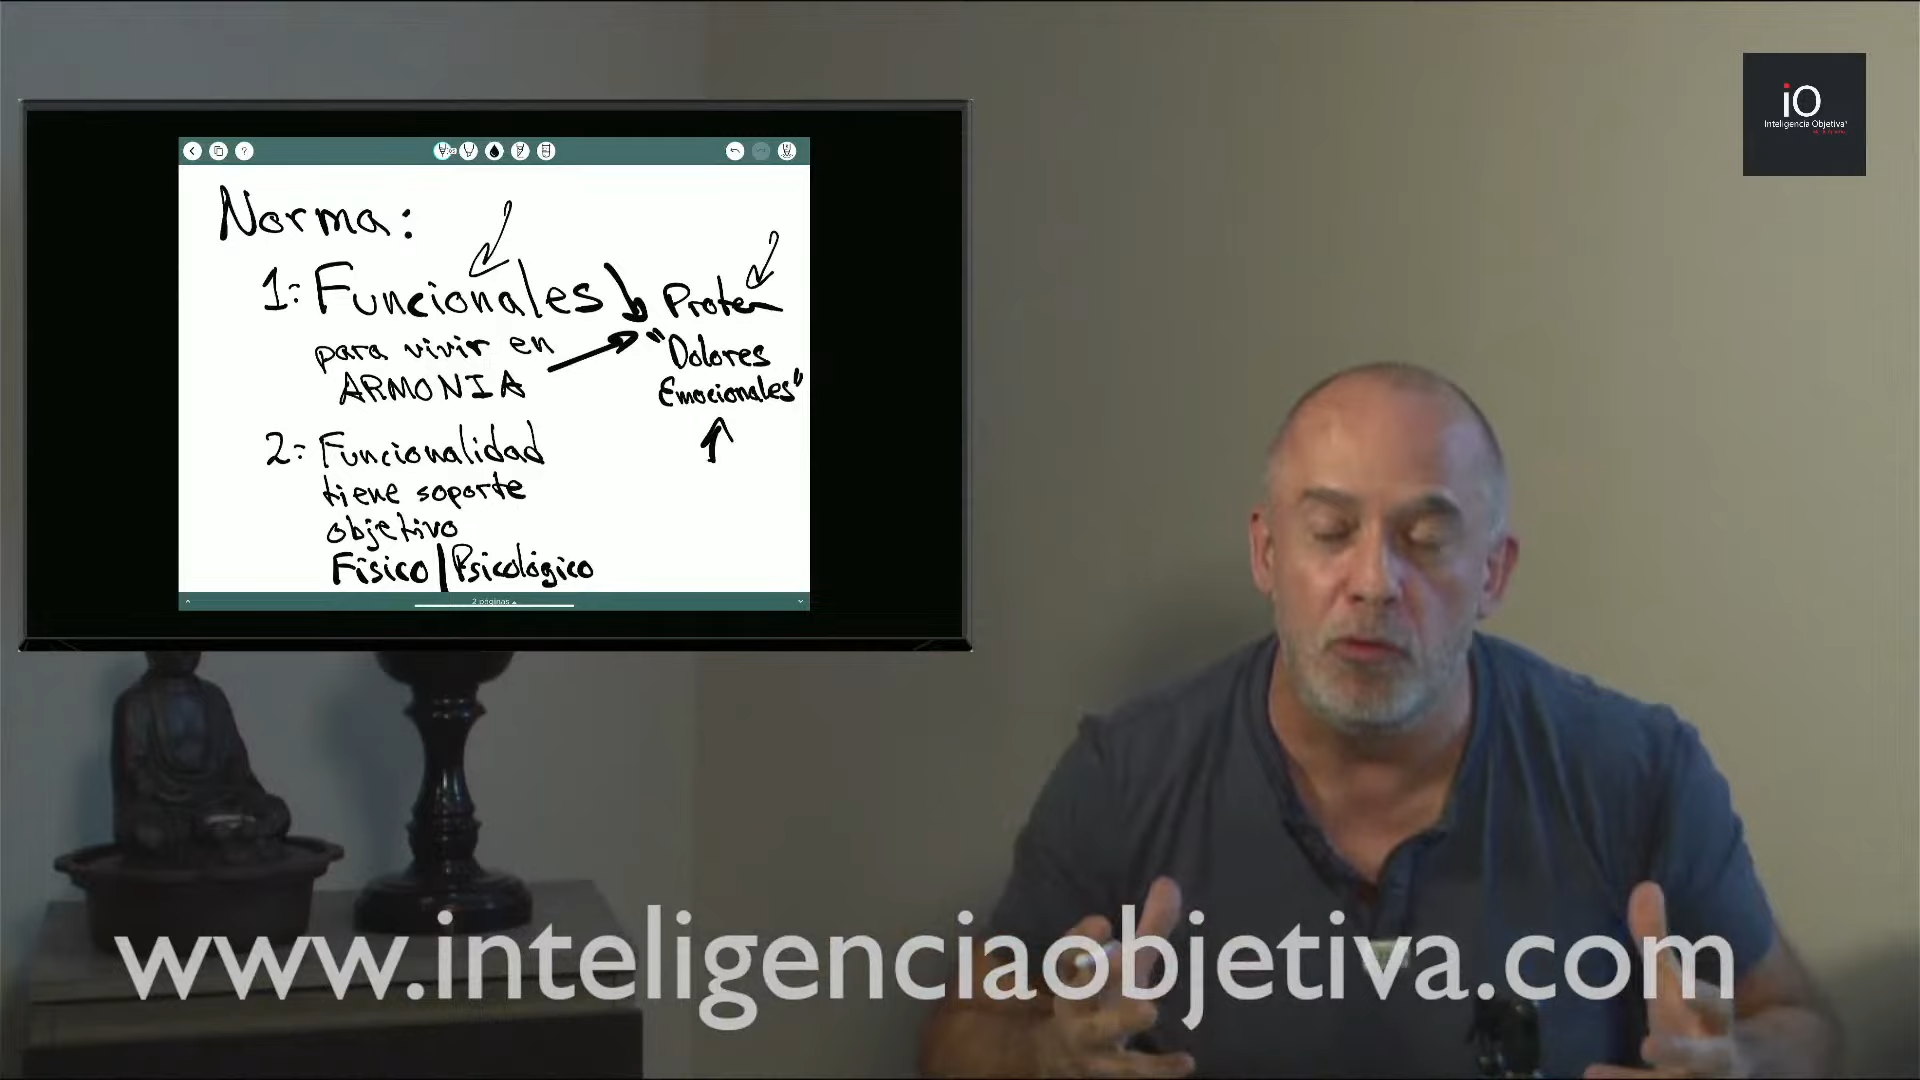 iO
Inteligencia Objetiva
Norma:
1= Funcionales
para vivir en
ARMONIA
Proten
"Dolores
Emocionales"
2= Funcionalidad
tiene soporte
objetivo
Físico | Psicológico
2 páginas
www.inteligenciaobjetiva.com